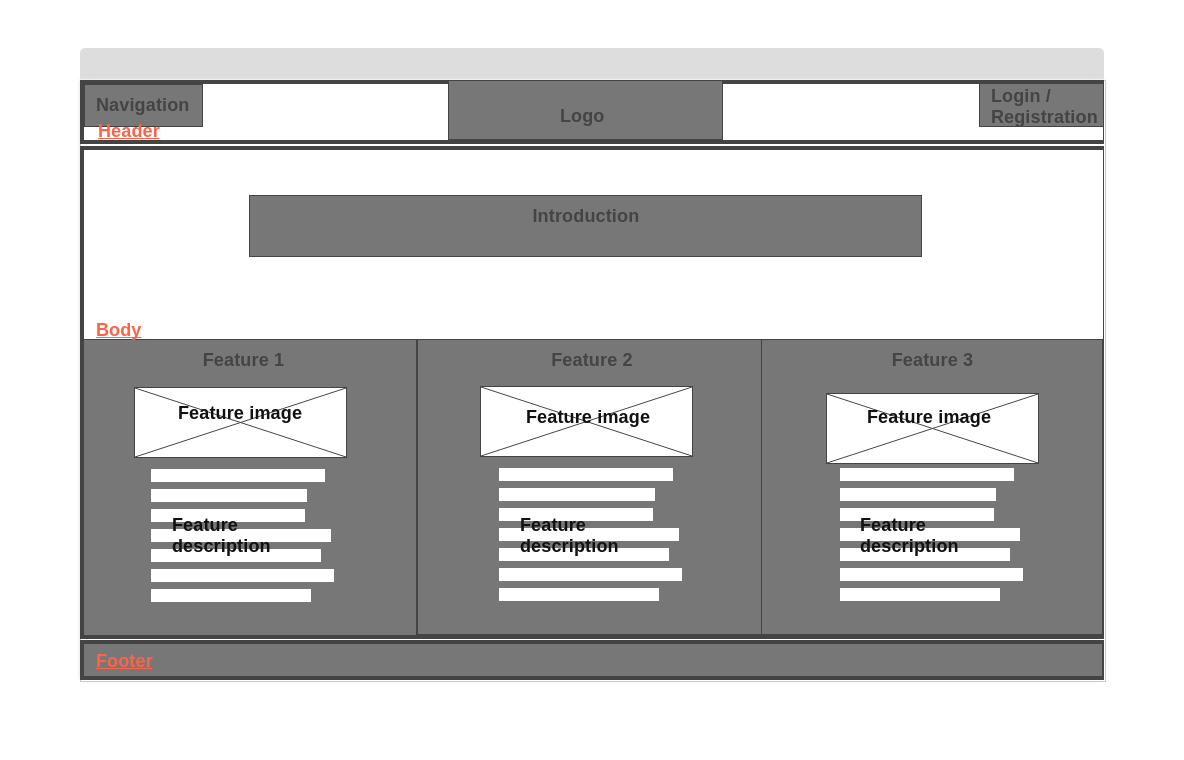 Navigation
Logo
Login /
Registration
Header
Introduction
Body
Feature 1
Feature 2
Feature 3
Feature image
Feature image
Feature image
Feature
description
Feature
description
Feature
description
Footer